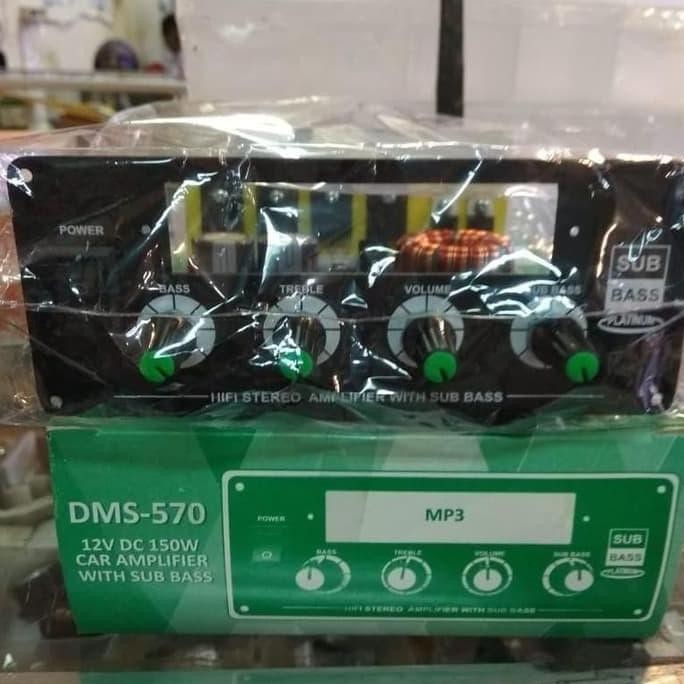 POWER
BASS
TREBLE
VOLUME
SUB BASS
SUB
BASS
PLATINUM
HIFI STEREO AMPLIFIER WITH SUB BASS
DMS-570
12V DC 150W
CAR AMPLIFIER
WITH SUB BASS
POWER
MP3
BASS
TREBLE
VOLUME
SUB BASS
SUB
BASS
PLATINUM
HIFI STEREO AMPLIFIER WITH SUB BASS